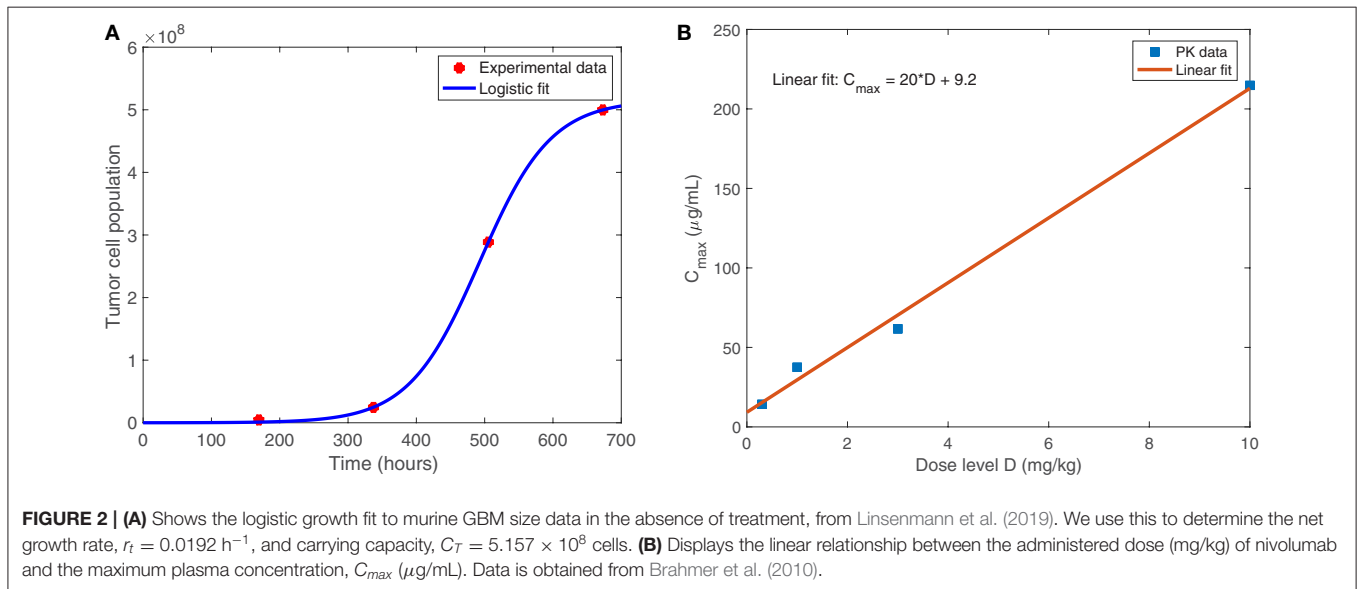 A
×10⁸
6
5
4
3
2
1
0
Tumor cell population
Experimental data
Logistic fit
0 100 200 300 400 500 600 700
Time (hours)
B
250
200
150
100
50
0
C_max (μg/mL)
Linear fit: C_max = 20*D + 9.2
PK data
Linear fit
0 2 4 6 8 10
Dose level D (mg/kg)
FIGURE 2 | (A) Shows the logistic growth fit to murine GBM size data in the absence of treatment, from Linsenmann et al. (2019). We use this to determine the net
growth rate, r_t = 0.0192 h⁻¹, and carrying capacity, C_T = 5.157 × 10⁸ cells. (B) Displays the linear relationship between the administered dose (mg/kg) of nivolumab
and the maximum plasma concentration, C_max (μg/mL). Data is obtained from Brahmer et al. (2010).